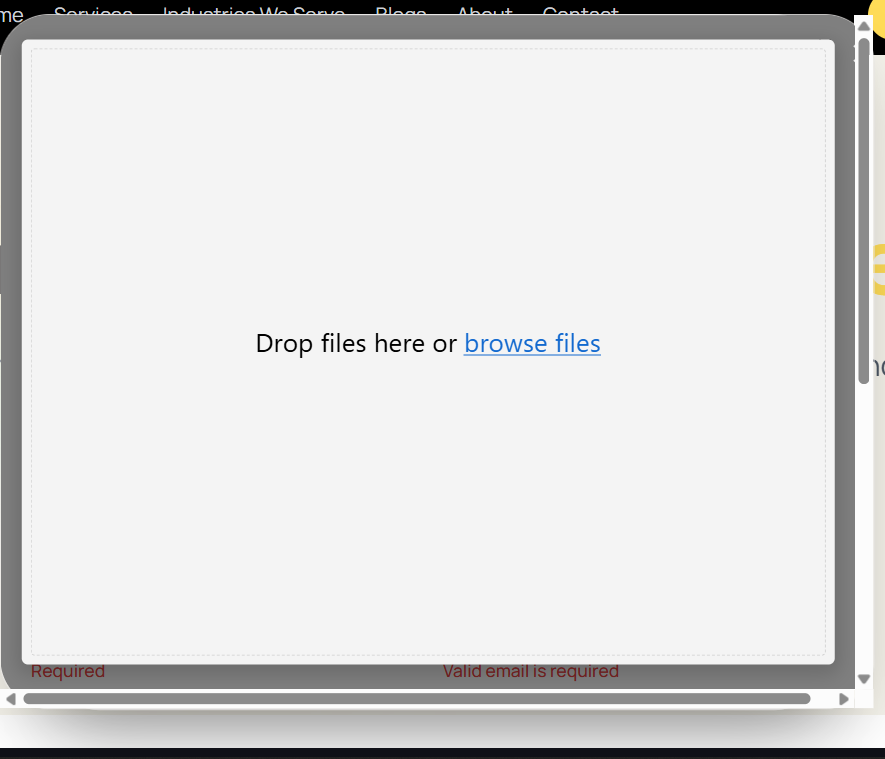 me Services Industries We Serve Blogs About Contact
Drop files here or browse files
Required Valid email is required